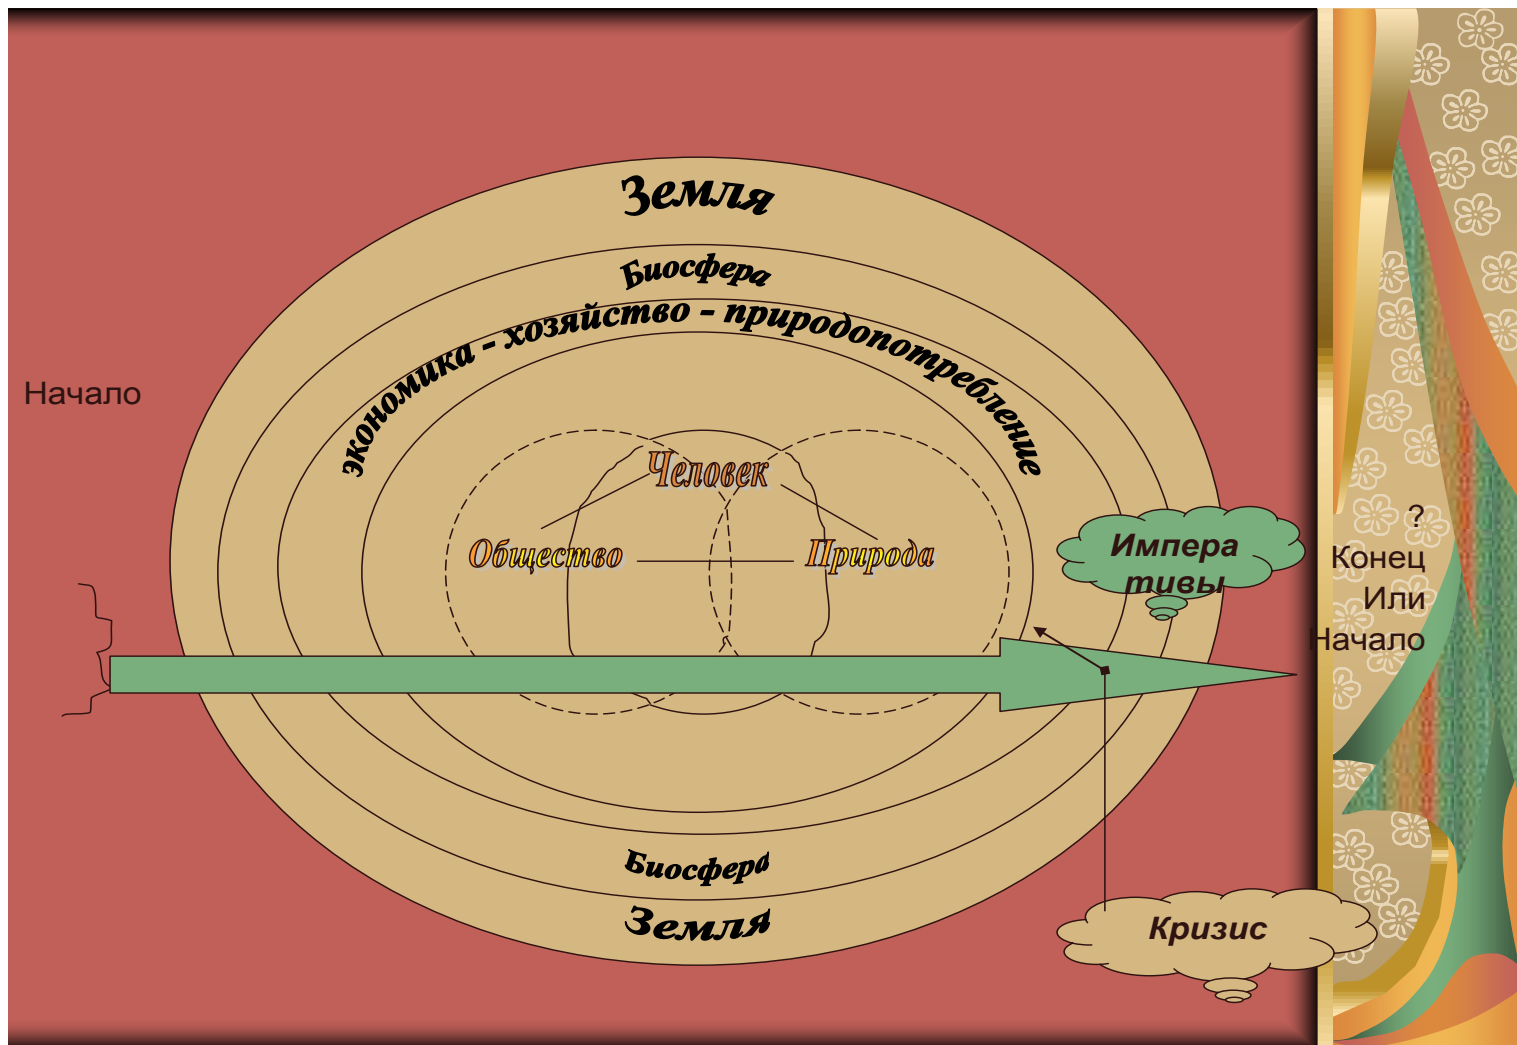 Земля
Биосфера
экономика - хозяйство - природопотребление
Начало
Человек
Общество
Природа
Импера
тивы
?
Конец
Или
Начало
Биосфера
Земля
Кризис